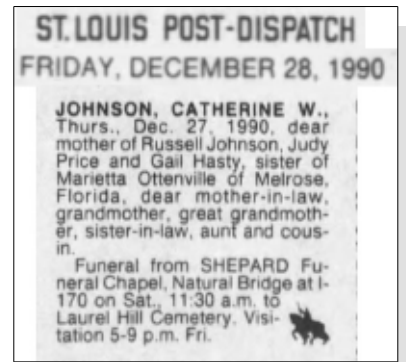 ST. LOUIS POST-DISPATCH
FRIDAY, DECEMBER 28, 1990
JOHNSON, CATHERINE W.,
Thurs., Dec. 27, 1990, dear
mother of Russell Johnson, Judy
Price and Gail Hasty, sister of
Marietta Ottenville of Melrose,
Florida, dear mother-in-law,
grandmother, great grandmoth-
er, sister-in-law, aunt and cous-
in.
Funeral from SHEPARD Fu-
neral Chapel, Natural Bridge at I-
170 on Sat., 11:30 a.m. to
Laurel Hill Cemetery. Visi-
tation 5-9 p.m. Fri.